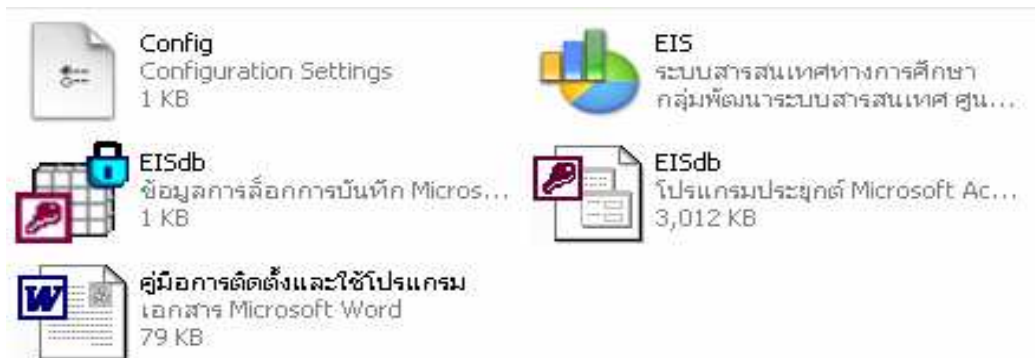 Config
Configuration Settings
1 KB
EIS
ระบบสารสนเทศทางการศึกษา
กลุ่มพัฒนาระบบสารสนเทศ ศูน...
EISdb
ข้อมูลการล็อกการบันทึก Micros...
1 KB
EISdb
โปรแกรมประยุกต์ Microsoft Ac...
3,012 KB
คู่มือการติดตั้งและใช้โปรแกรม
เอกสาร Microsoft Word
79 KB